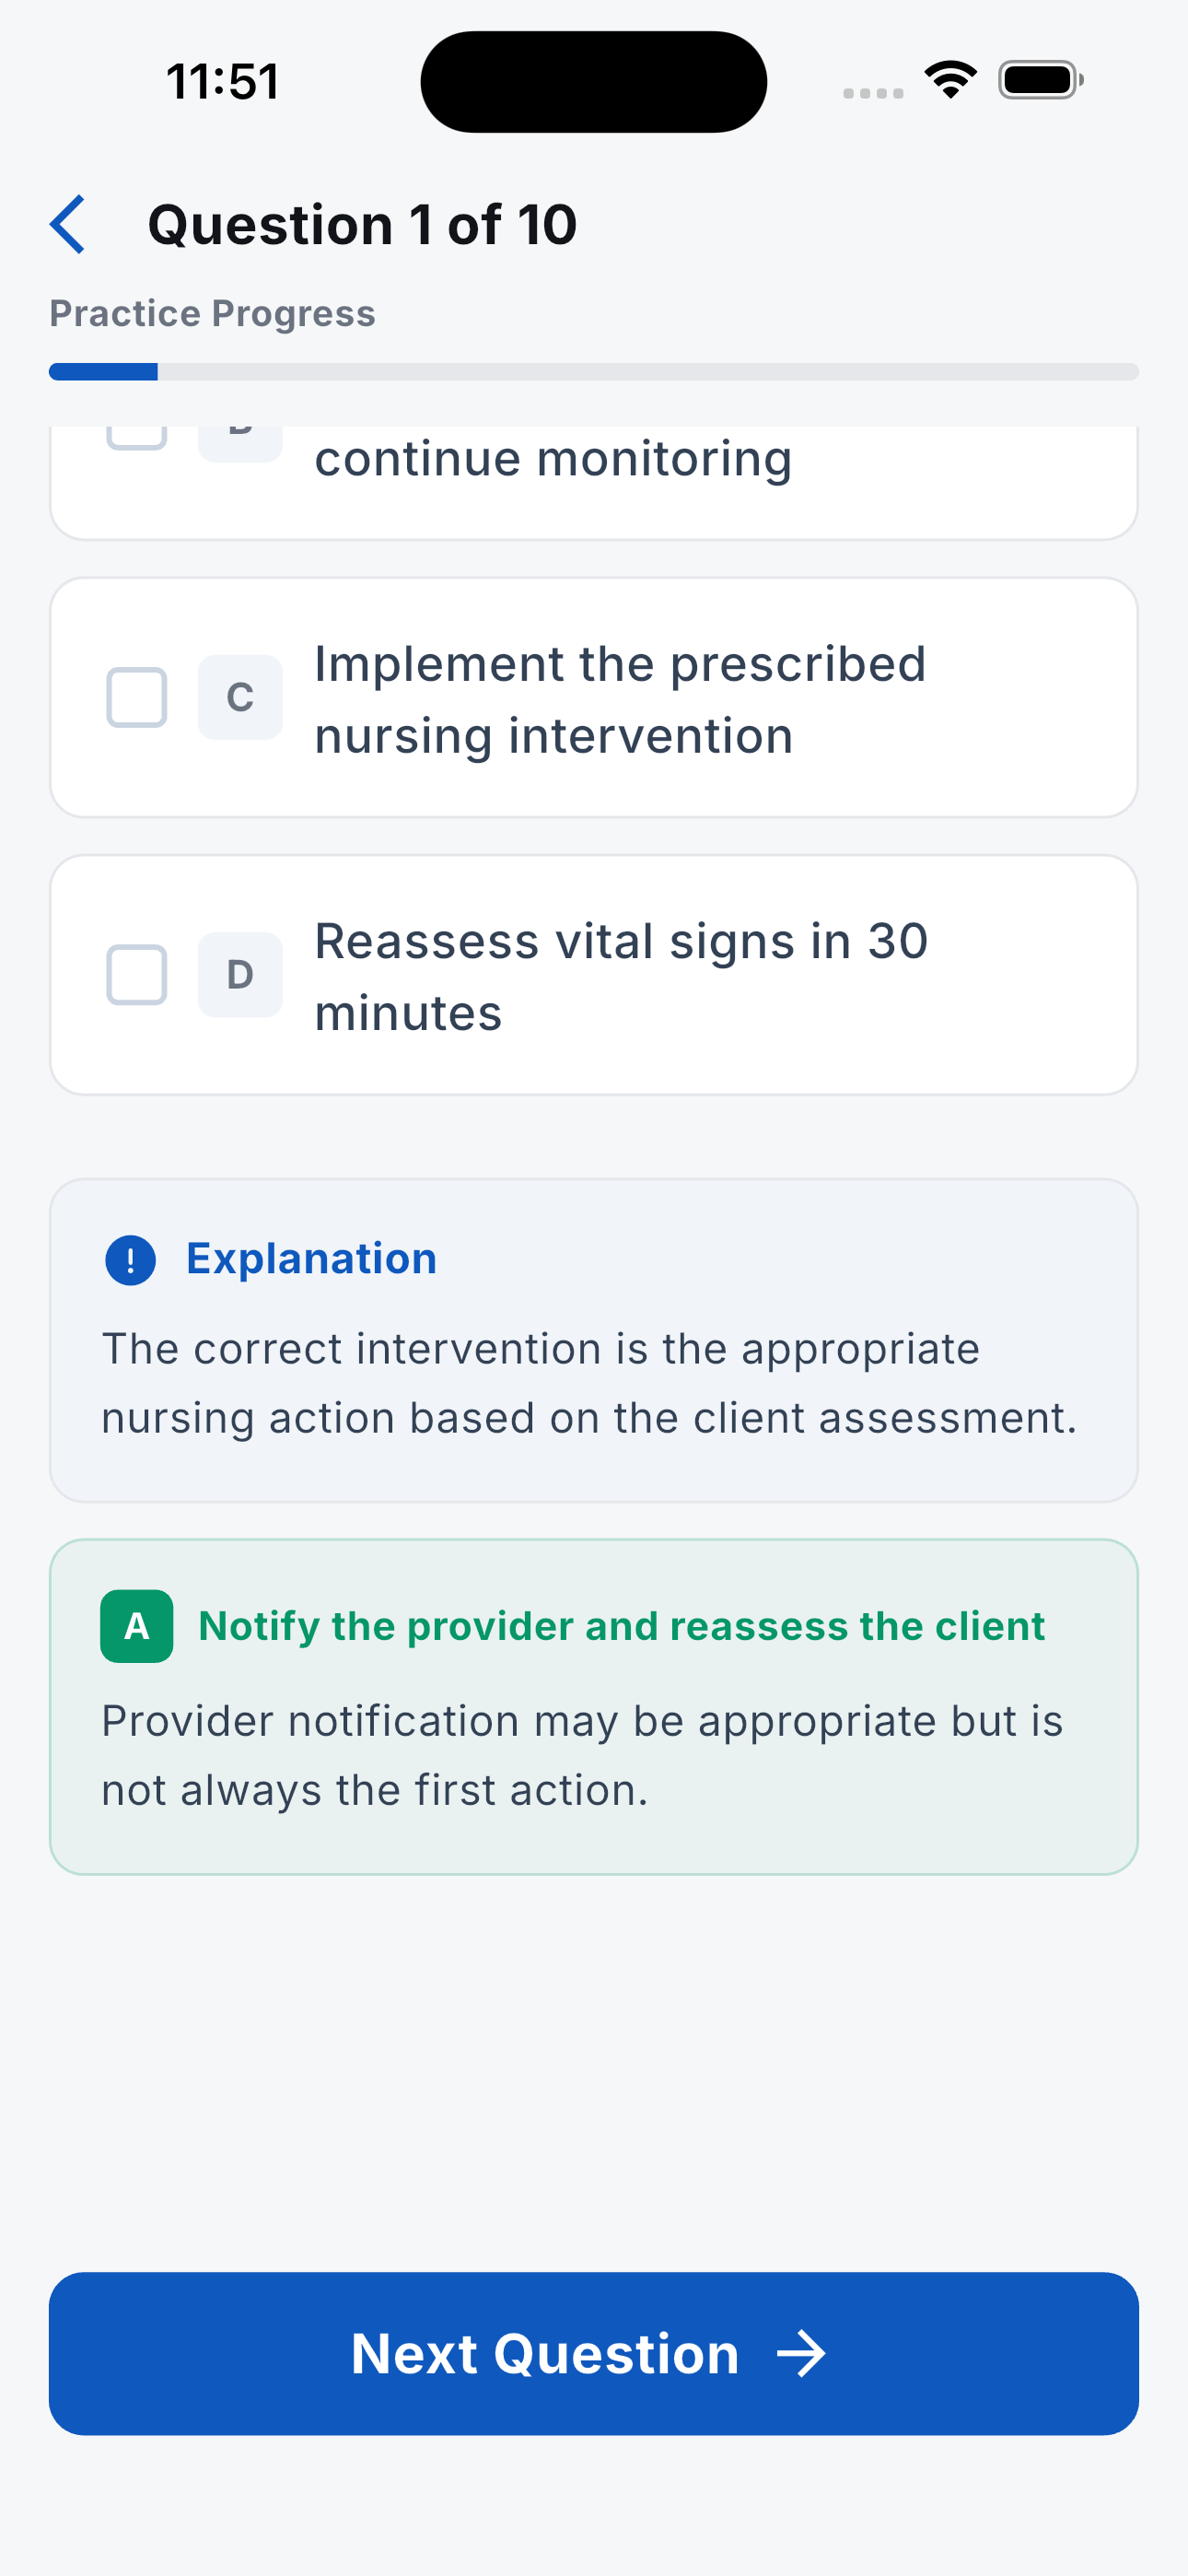 11:51
Question 1 of 10
Practice Progress
continue monitoring
C
Implement the prescribed
nursing intervention
D
Reassess vital signs in 30
minutes
Explanation
The correct intervention is the appropriate
nursing action based on the client assessment.
A
Notify the provider and reassess the client
Provider notification may be appropriate but is
not always the first action.
Next Question